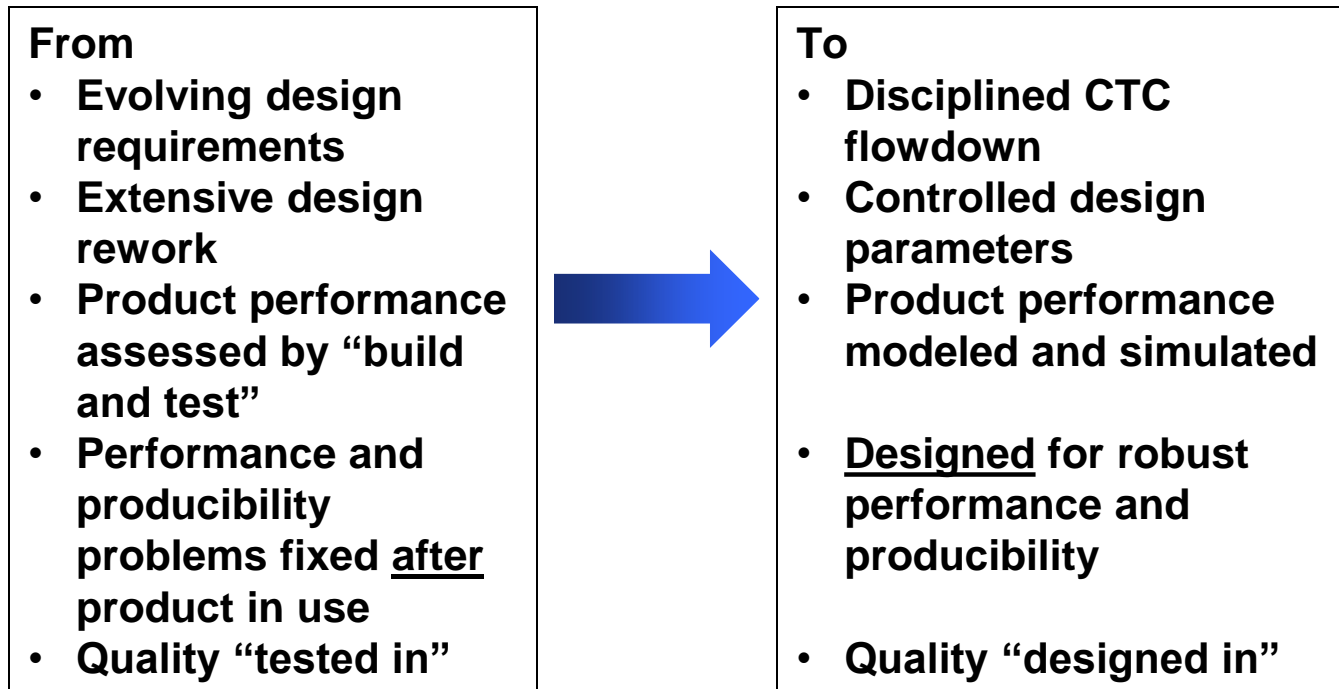 From
• Evolving design
requirements
• Extensive design
rework
• Product performance
assessed by “build
and test”
• Performance and
producibility
problems fixed after
product in use
• Quality “tested in”
To
• Disciplined CTC
flowdown
• Controlled design
parameters
• Product performance
modeled and simulated
• Designed for robust
performance and
producibility
• Quality “designed in”